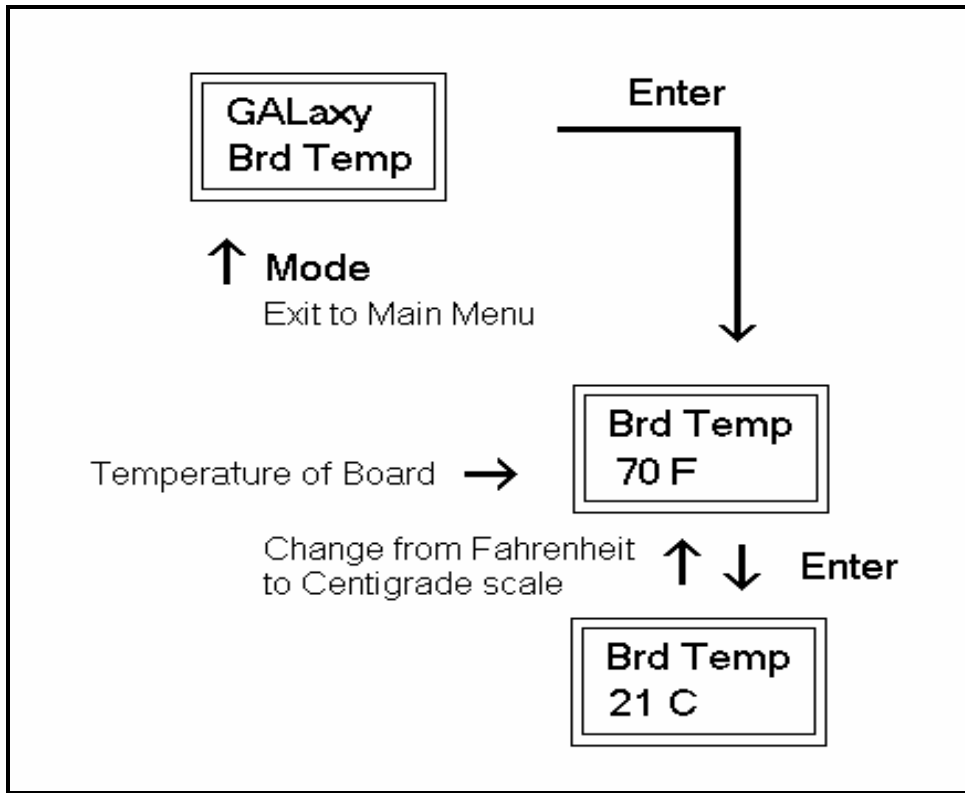 GALaxy
Brd Temp
Enter
Mode
Exit to Main Menu
Brd Temp
70 F
Temperature of Board
Change from Fahrenheit
to Centigrade scale
Enter
Brd Temp
21 C